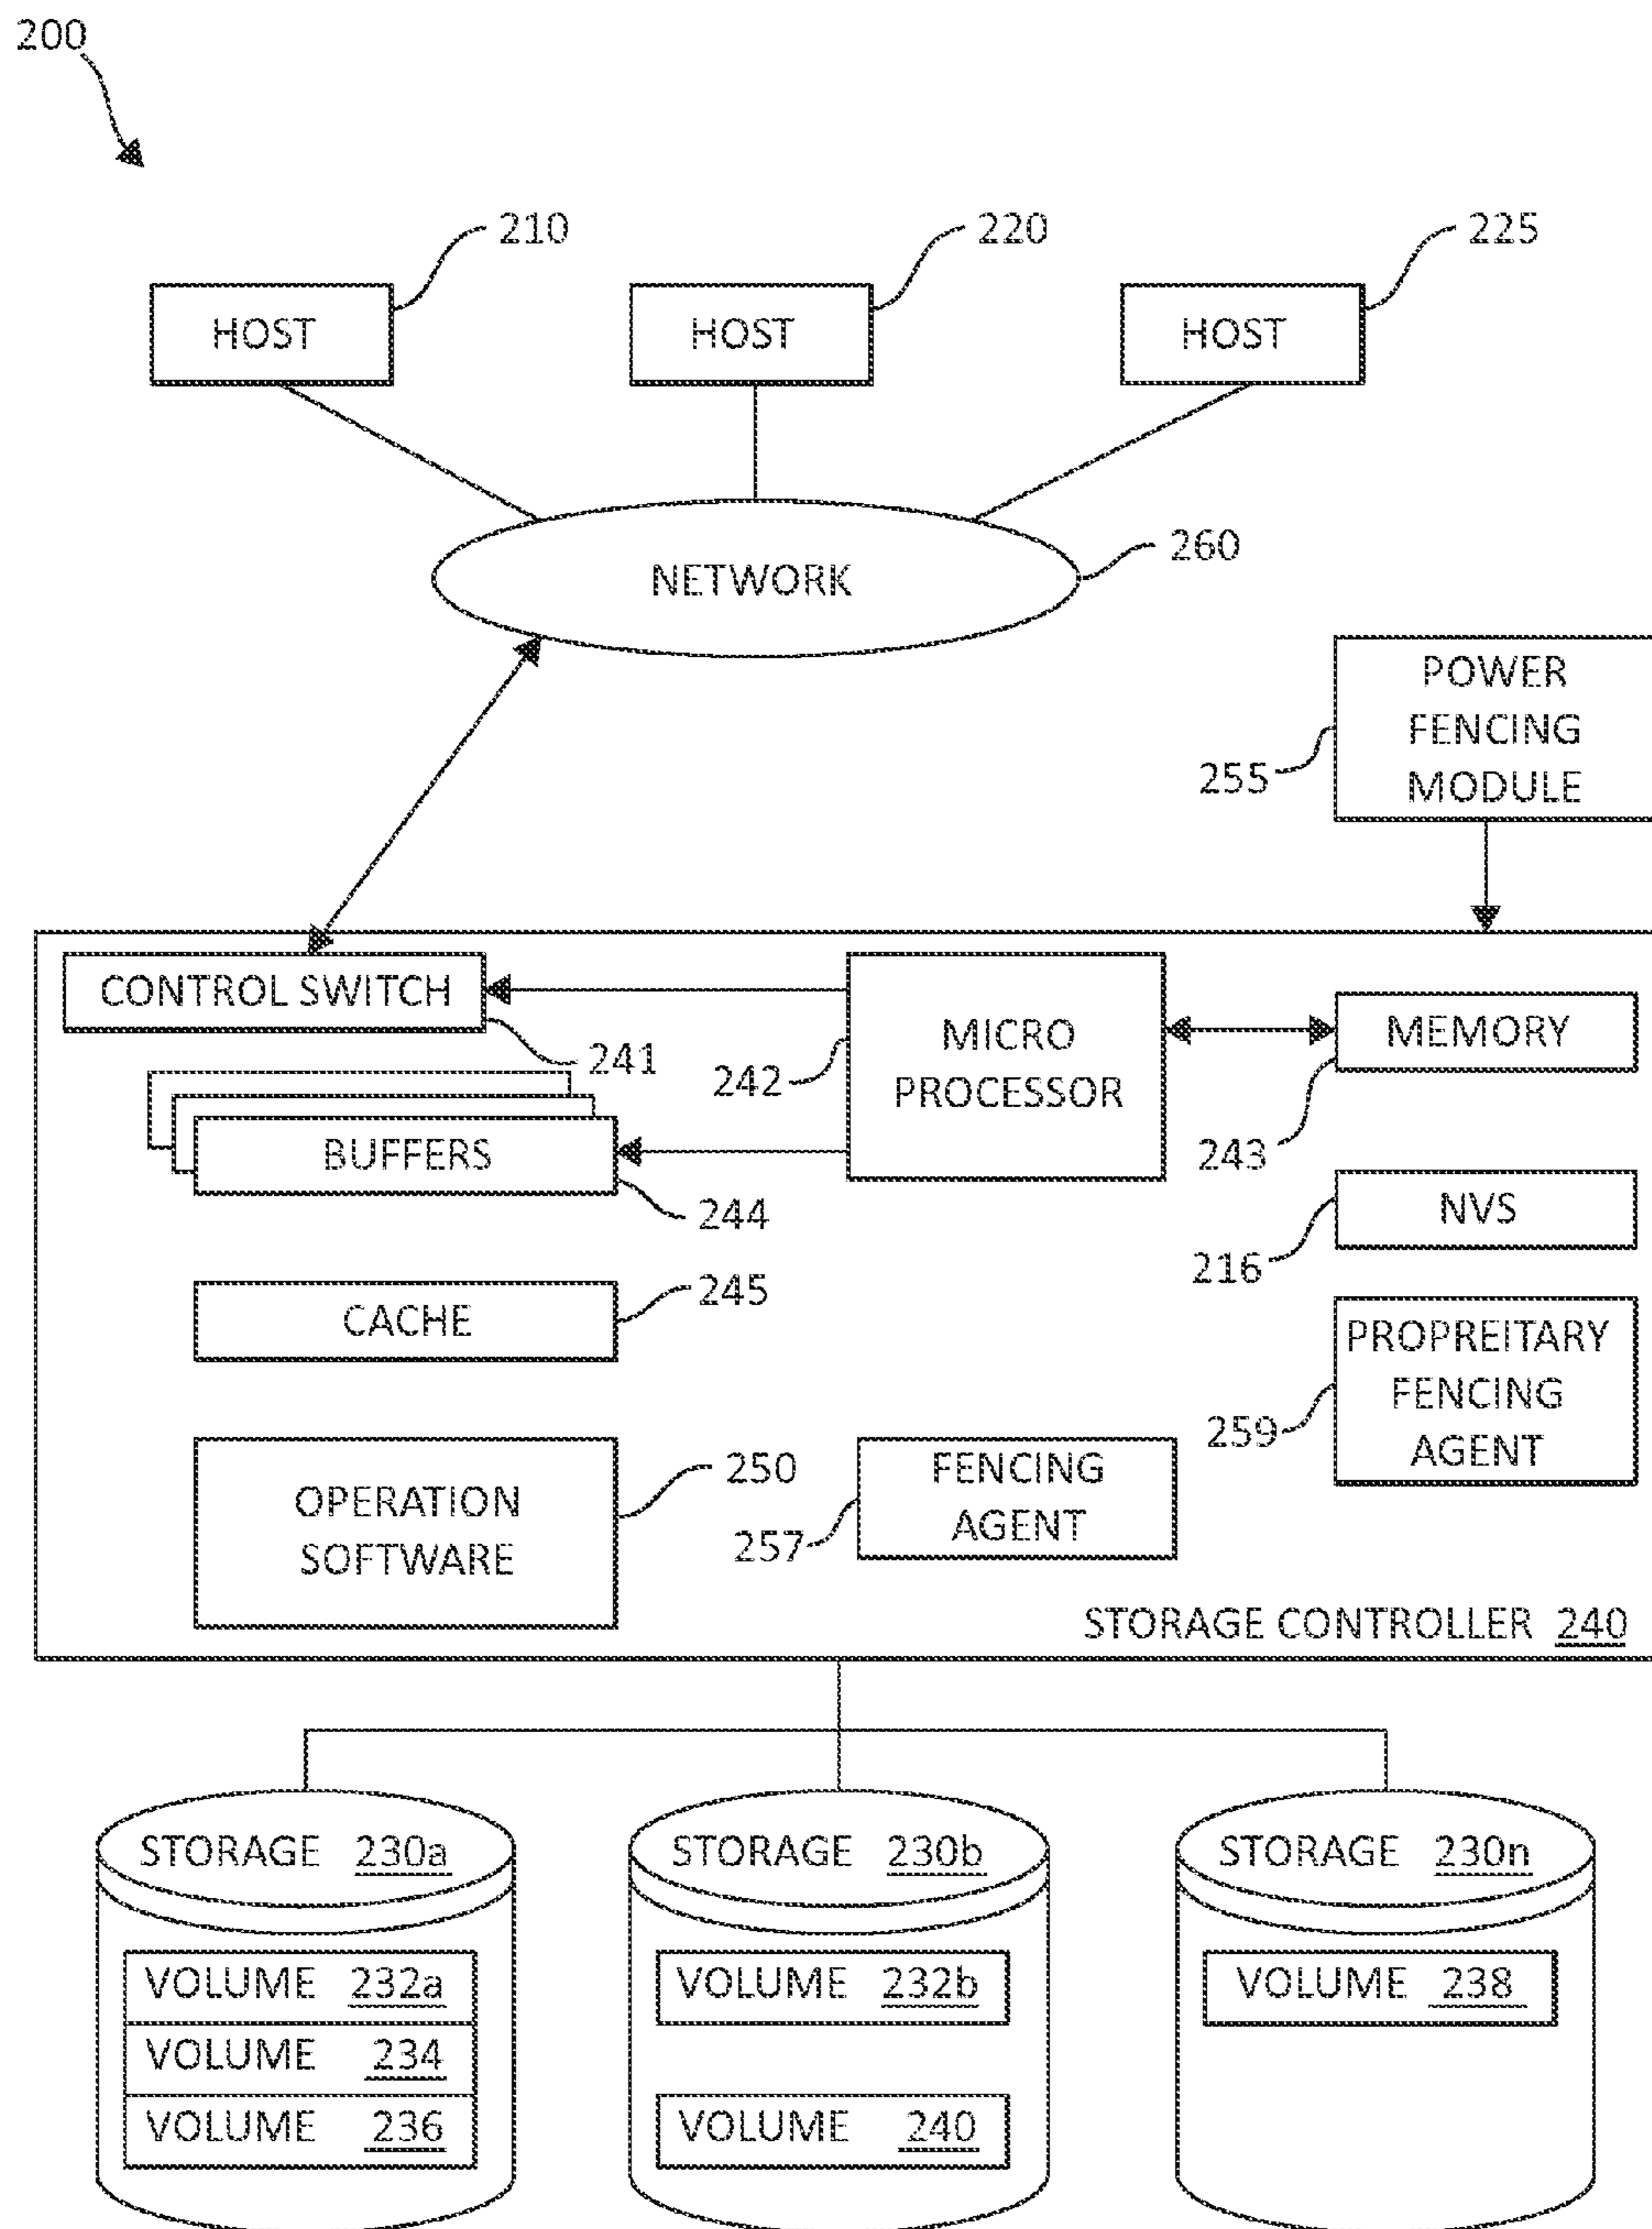 200
210
220
225
HOST
HOST
HOST
260
NETWORK
POWER
FENCING
MODULE
255
CONTROL SWITCH
241
MICRO
PROCESSOR
242
MEMORY
243
BUFFERS
244
NVS
216
CACHE
245
PROPREITARY
FENCING
AGENT
259
OPERATION
SOFTWARE
250
FENCING
AGENT
257
STORAGE CONTROLLER 240
STORAGE 230a
STORAGE 230b
STORAGE 230n
VOLUME 232a
VOLUME 234
VOLUME 236
VOLUME 232b
VOLUME 240
VOLUME 238